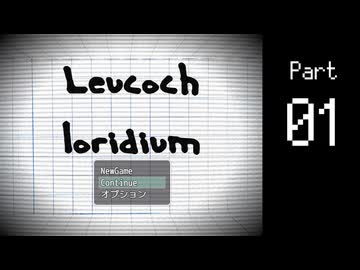 Leucoch
loridium
NewGame
Continue
オプション
Part
01